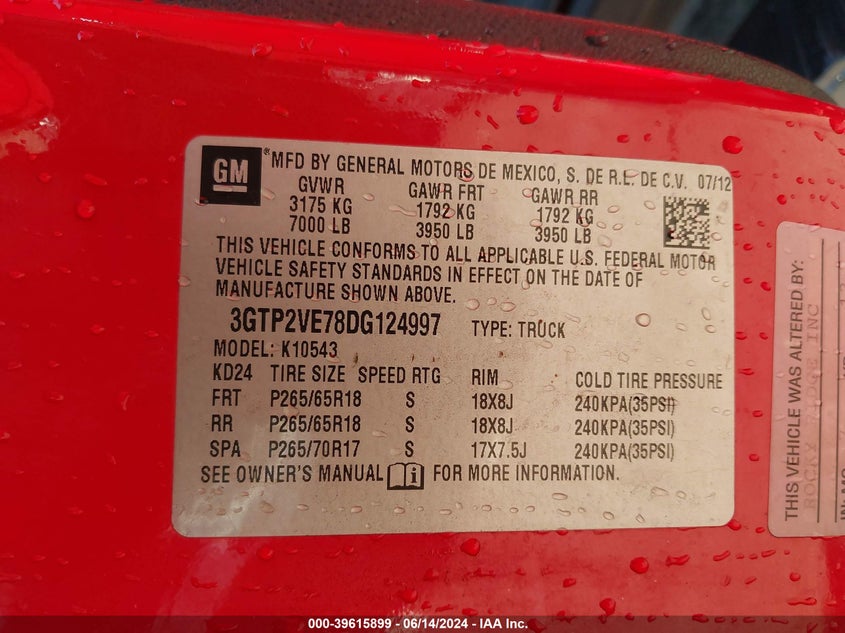 GM
®MFD BY GENERAL MOTORS DE MEXICO, S. DE R.L. DE C.V. 07/12
GVWR GAWR FRT GAWR RR
3175 KG 1792 KG 1792 KG
7000 LB 3950 LB 3950 LB
THIS VEHICLE CONFORMS TO ALL APPLICABLE U.S. FEDERAL MOTOR
VEHICLE SAFETY STANDARDS IN EFFECT ON THE DATE OF
MANUFACTURE SHOWN ABOVE.
3GTP2VE78DG124997 TYPE: TRUCK
MODEL: K10543
KD24 TIRE SIZE SPEED RTG RIM COLD TIRE PRESSURE
FRT P265/65R18 S 18X8J 240KPA(35PSI)
RR P265/65R18 S 18X8J 240KPA(35PSI)
SPA P265/70R17 S 17X7.5J 240KPA(35PSI)
SEE OWNER'S MANUAL i FOR MORE INFORMATION.
THIS VEHICLE WAS ALTERED BY:
ROCKY RIDGE INC
000-39615899 - 06/14/2024 - IAA Inc.